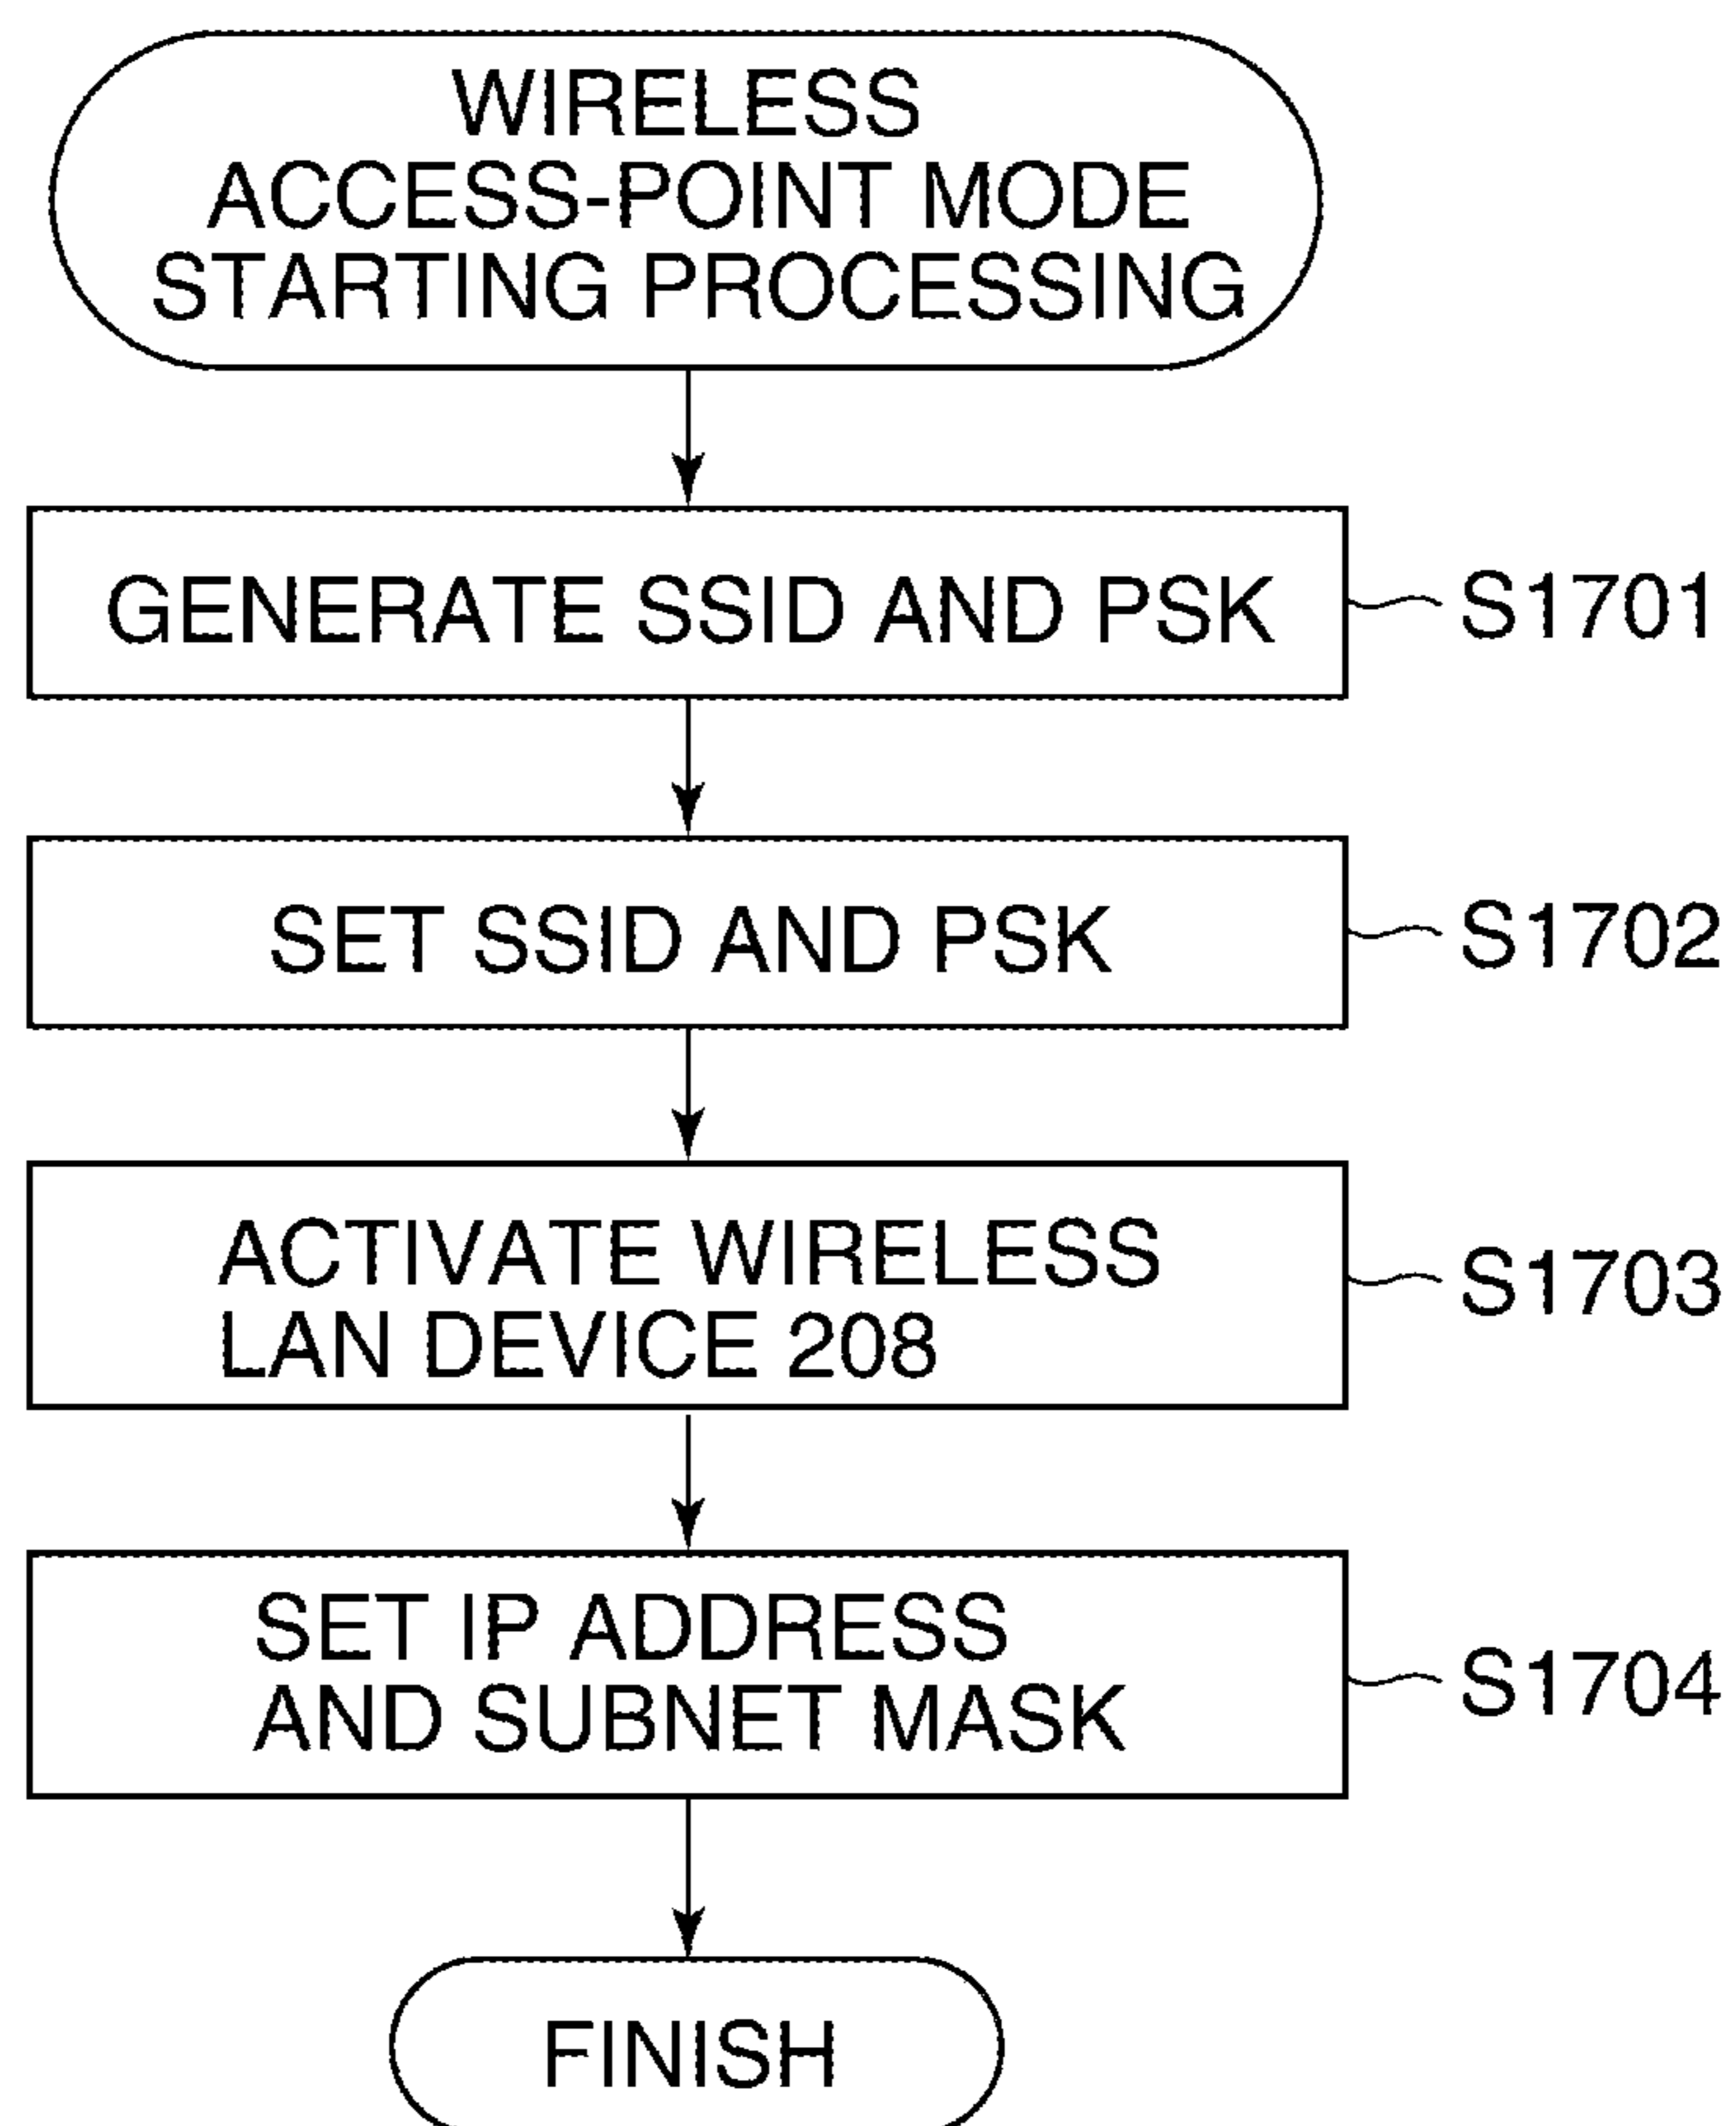 WIRELESS
ACCESS-POINT MODE
STARTING PROCESSING
GENERATE SSID AND PSK
S1701
SET SSID AND PSK
S1702
ACTIVATE WIRELESS
LAN DEVICE 208
S1703
SET IP ADDRESS
AND SUBNET MASK
S1704
FINISH